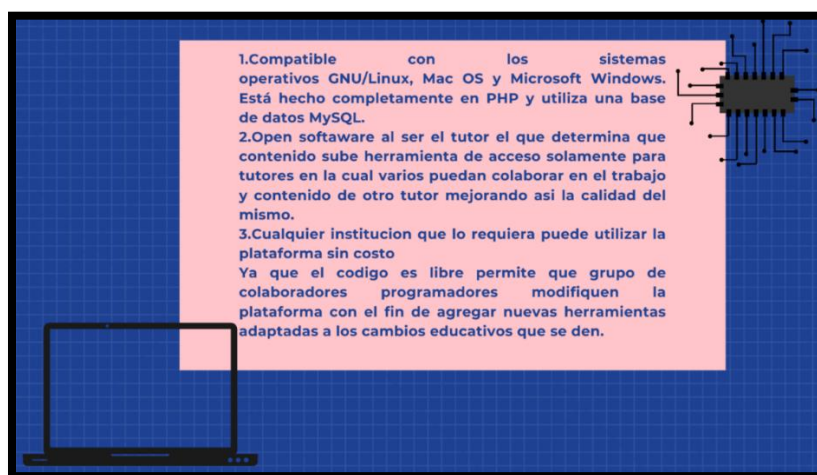 1.Compatible con los sistemas
operativos GNU/Linux, Mac OS y Microsoft Windows.
Está hecho completamente en PHP y utiliza una base
de datos MySQL.
2.Open softaware al ser el tutor el que determina que
contenido sube herramienta de acceso solamente para
tutores en la cual varios puedan colaborar en el trabajo
y contenido de otro tutor mejorando asi la calidad del
mismo.
3.Cualquier institucion que lo requiera puede utilizar la
plataforma sin costo
Ya que el codigo es libre permite que grupo de
colaboradores programadores modifiquen la
plataforma con el fin de agregar nuevas herramientas
adaptadas a los cambios educativos que se den.